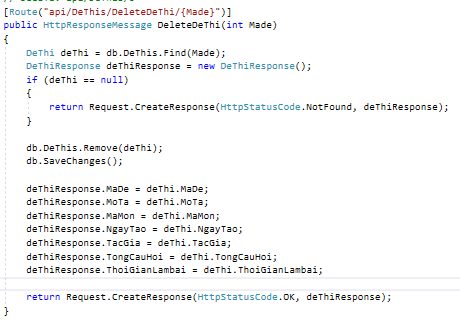 [Route("api/DeThis/DeleteDeThi/{Made}")]
public HttpResponseMessage DeleteDeThi(int Made)
{
DeThi deThi = db.DeThis.Find(Made);
DeThiResponse deThiResponse = new DeThiResponse();
if (deThi == null)
{
return Request.CreateResponse(HttpStatusCode.NotFound, deThiResponse);
}
db.DeThis.Remove(deThi);
db.SaveChanges();
deThiResponse.MaDe = deThi.MaDe;
deThiResponse.MoTa = deThi.MoTa;
deThiResponse.MaMon = deThi.MaMon;
deThiResponse.NgayTao = deThi.NgayTao;
deThiResponse.TacGia = deThi.TacGia;
deThiResponse.TongCauHoi = deThi.TongCauHoi;
deThiResponse.ThoiGianLambai = deThi.ThoiGianLambai;
return Request.CreateResponse(HttpStatusCode.OK, deThiResponse);
}